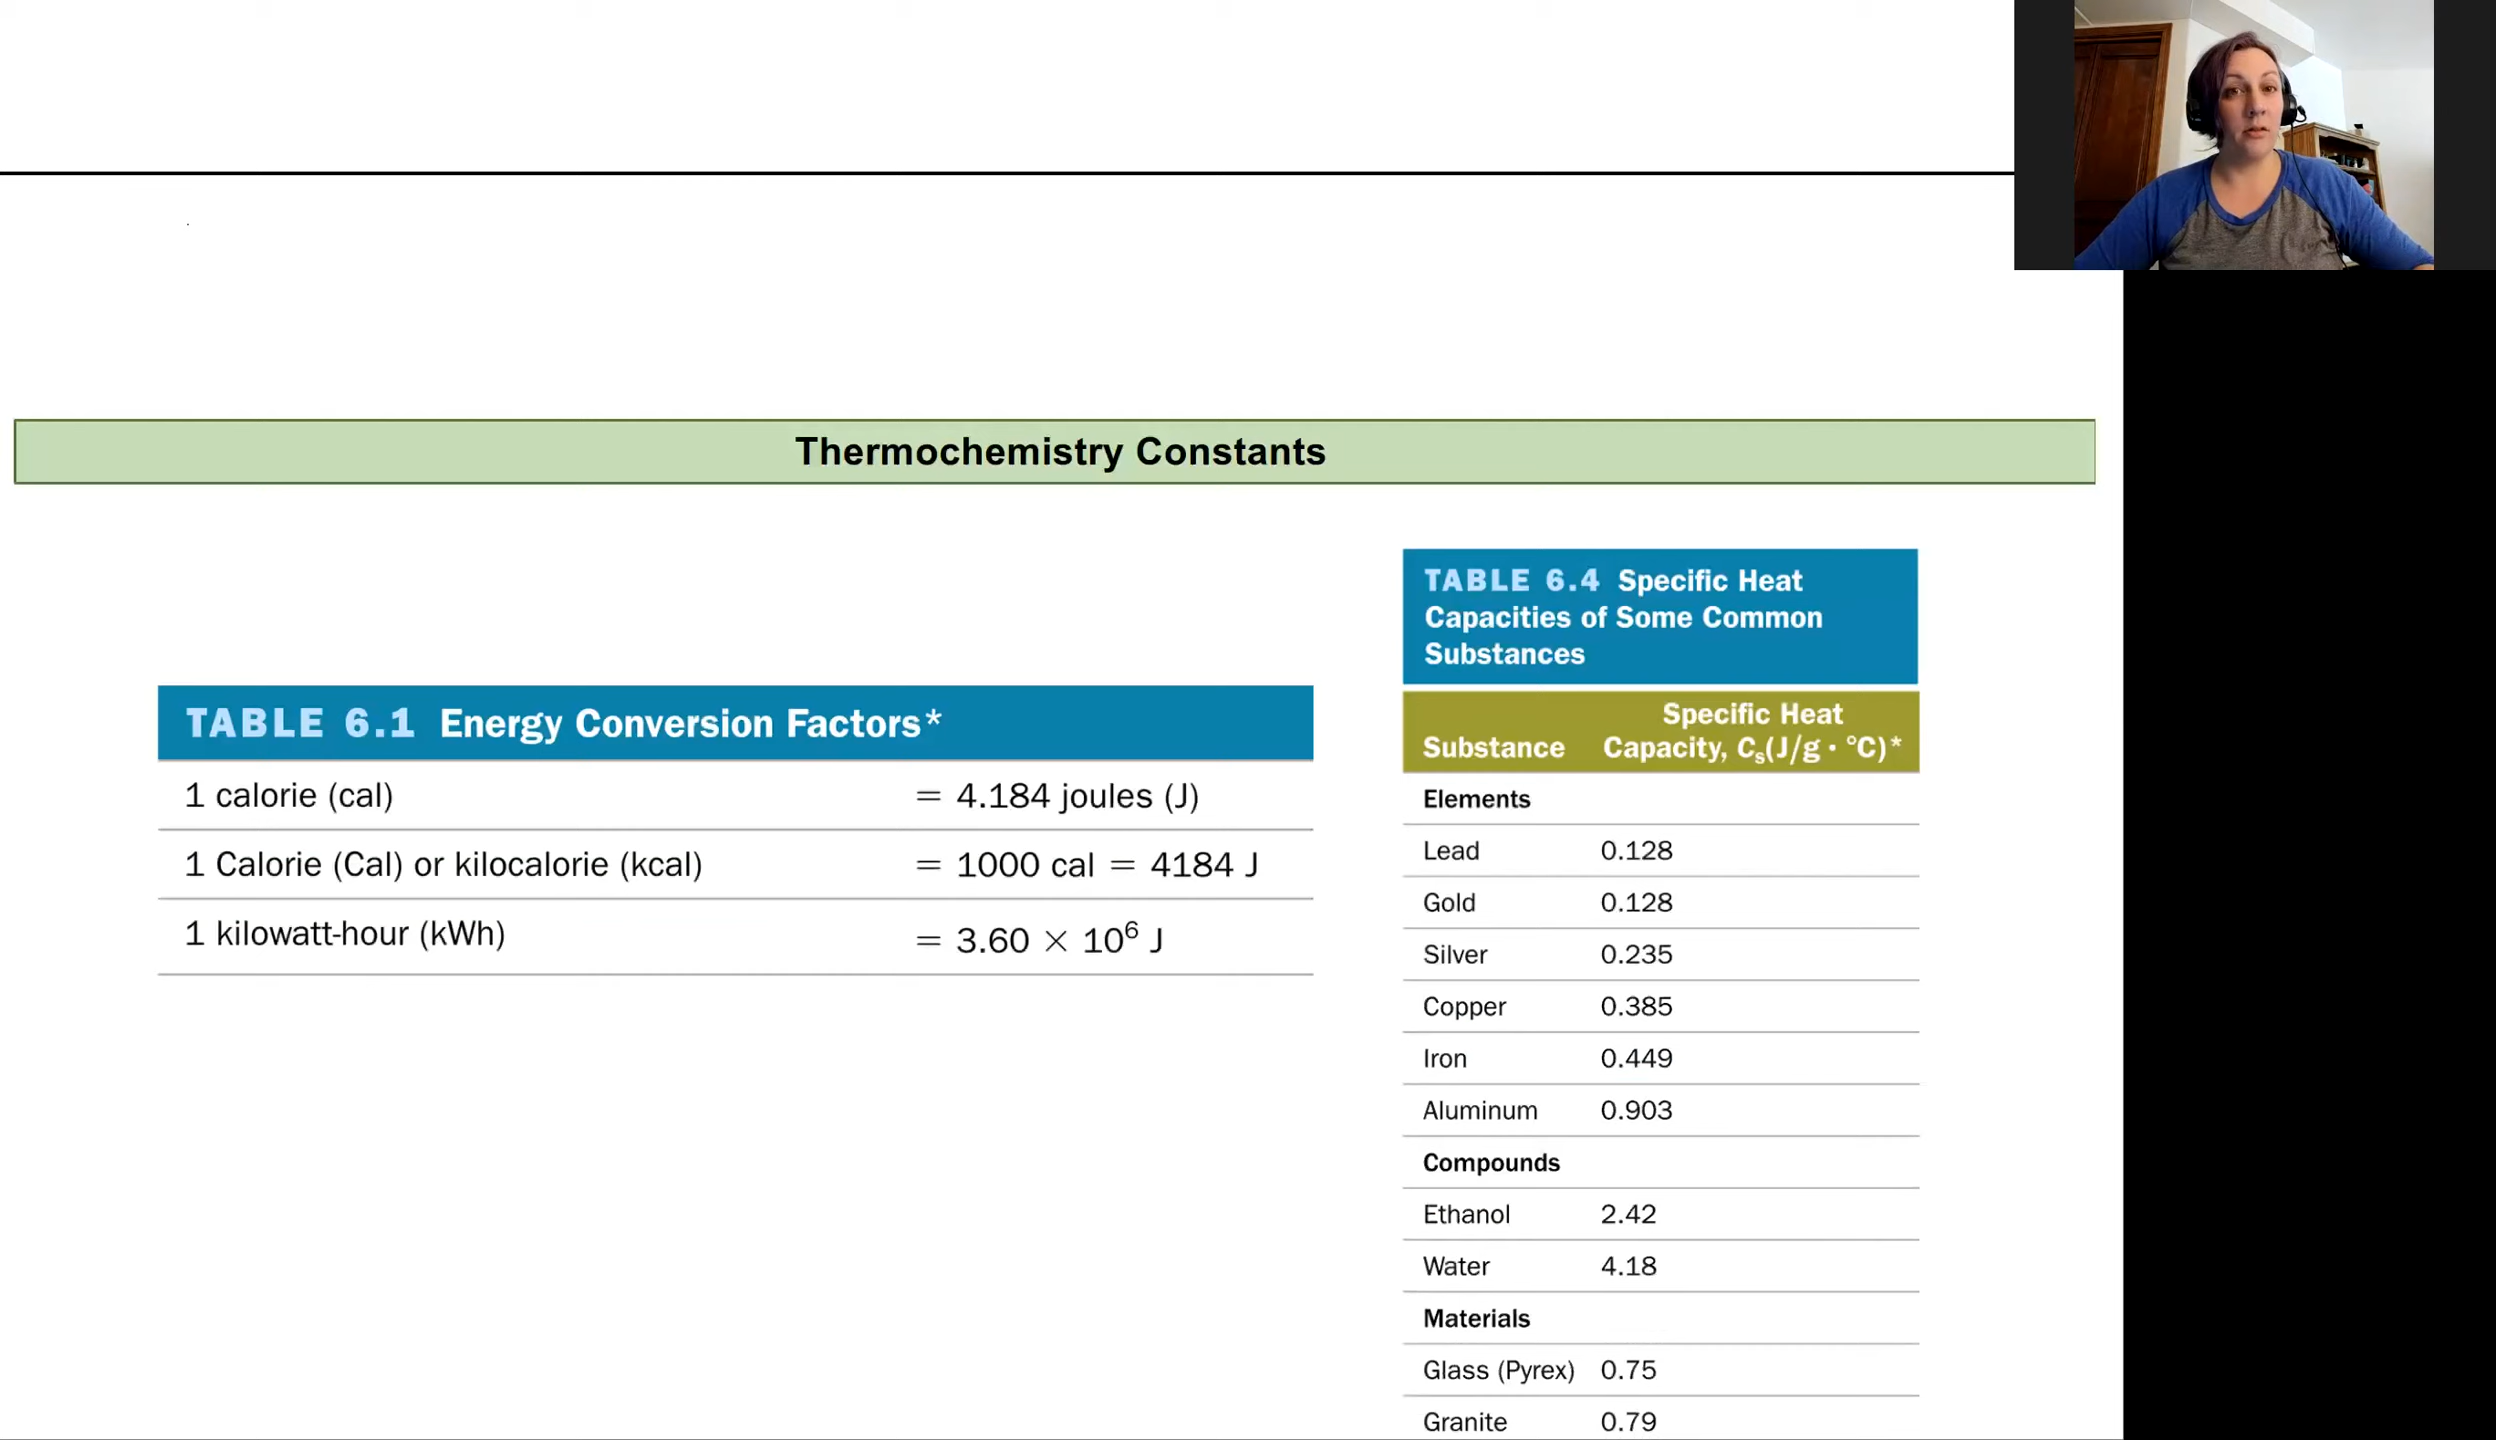 Thermochemistry Constants
TABLE 6.1 Energy Conversion Factors*
1 calorie (cal) = 4.184 joules (J)
1 Calorie (Cal) or kilocalorie (kcal) = 1000 cal = 4184 J
1 kilowatt-hour (kWh) = 3.60 × 10⁶ J
TABLE 6.4 Specific Heat
Capacities of Some Common
Substances
Specific Heat
Substance Capacity, Cₛ(J/g · °C)*
Elements
Lead 0.128
Gold 0.128
Silver 0.235
Copper 0.385
Iron 0.449
Aluminum 0.903
Compounds
Ethanol 2.42
Water 4.18
Materials
Glass (Pyrex) 0.75
Granite 0.79